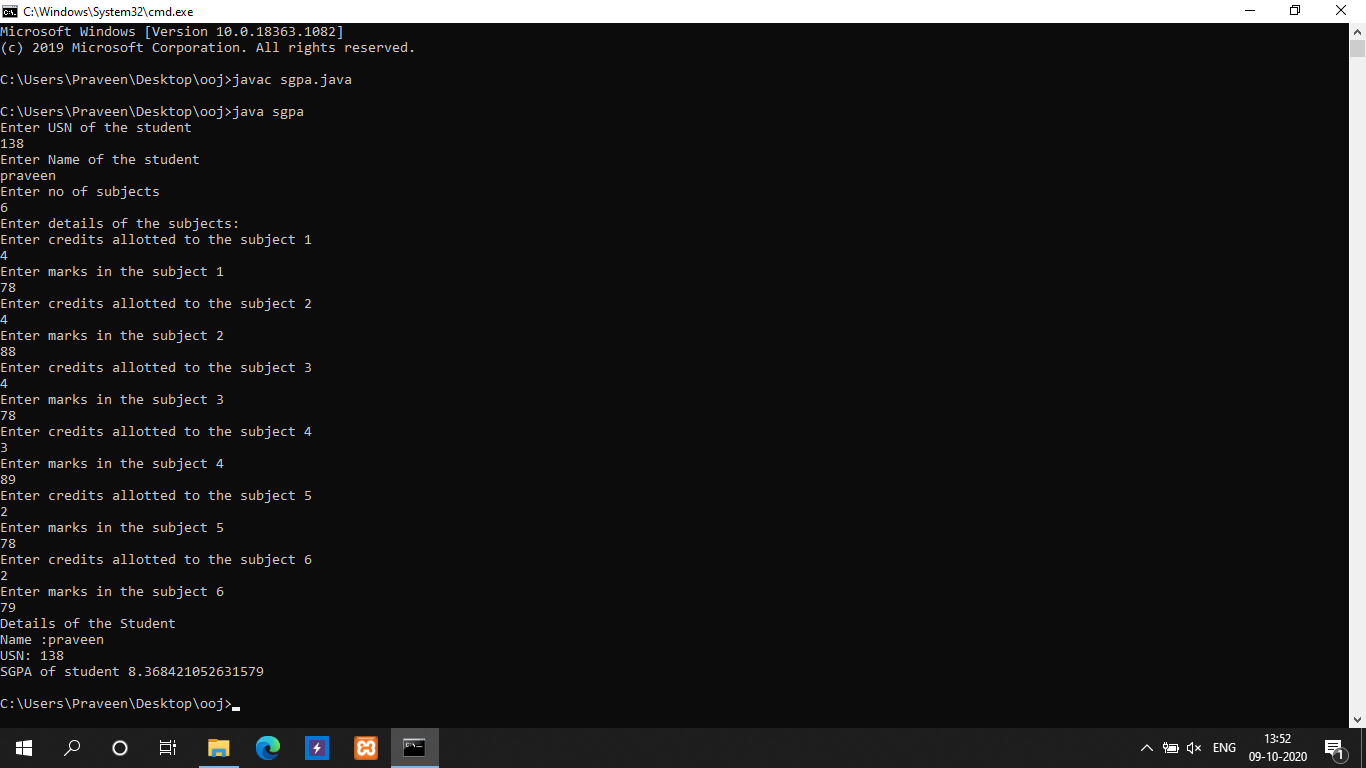 C:\Windows\System32\cmd.exe
Microsoft Windows [Version 10.0.18363.1082]
(c) 2019 Microsoft Corporation. All rights reserved.
C:\Users\Praveen\Desktop\ooj>javac sgpa.java
C:\Users\Praveen\Desktop\ooj>java sgpa
Enter USN of the student
138
Enter Name of the student
praveen
Enter no of subjects
6
Enter details of the subjects:
Enter credits allotted to the subject 1
4
Enter marks in the subject 1
78
Enter credits allotted to the subject 2
4
Enter marks in the subject 2
88
Enter credits allotted to the subject 3
4
Enter marks in the subject 3
78
Enter credits allotted to the subject 4
3
Enter marks in the subject 4
89
Enter credits allotted to the subject 5
2
Enter marks in the subject 5
78
Enter credits allotted to the subject 6
2
Enter marks in the subject 6
79
Details of the Student
Name :praveen
USN: 138
SGPA of student 8.368421052631579
C:\Users\Praveen\Desktop\ooj>
ENG
13:52
09-10-2020
1